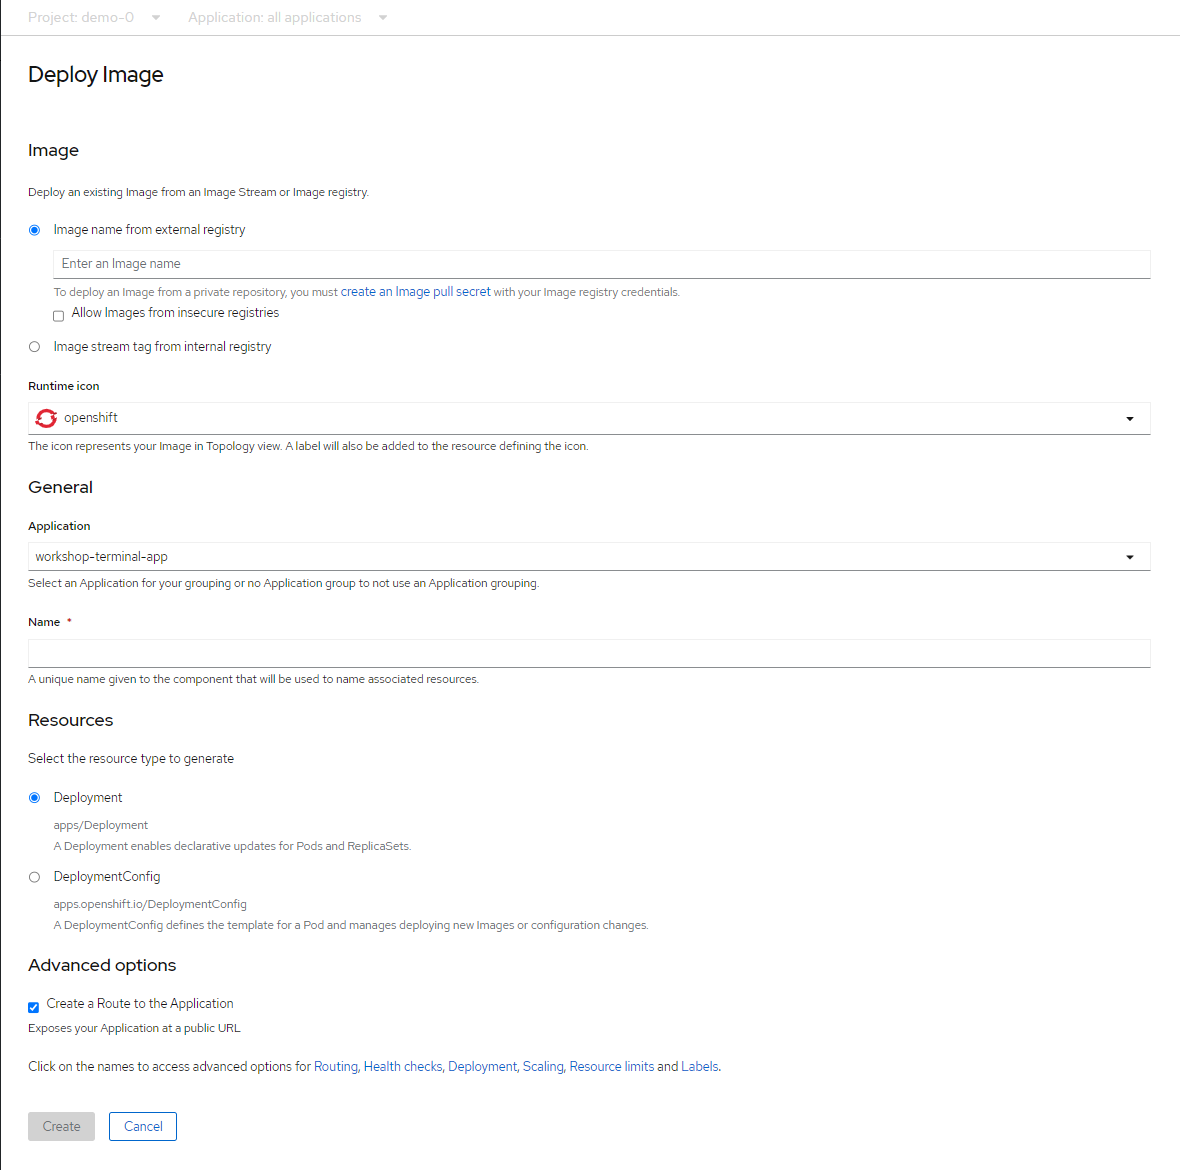 Project: demo-0 Application: all applications
Deploy Image
Image
Deploy an existing Image from an Image Stream or Image registry.
Image name from external registry
Enter an Image name
To deploy an Image from a private repository, you must create an Image pull secret with your Image registry credentials.
Allow Images from insecure registries
Image stream tag from internal registry
Runtime icon
openshift
The icon represents your Image in Topology view. A label will also be added to the resource defining the icon.
General
Application
workshop-terminal-app
Select an Application for your grouping or no Application group to not use an Application grouping.
Name *
A unique name given to the component that will be used to name associated resources.
Resources
Select the resource type to generate
Deployment
apps/Deployment
A Deployment enables declarative updates for Pods and ReplicaSets.
DeploymentConfig
apps.openshift.io/DeploymentConfig
A DeploymentConfig defines the template for a Pod and manages deploying new Images or configuration changes.
Advanced options
Create a Route to the Application
Exposes your Application at a public URL
Click on the names to access advanced options for Routing, Health checks, Deployment, Scaling, Resource limits and Labels.
Create Cancel